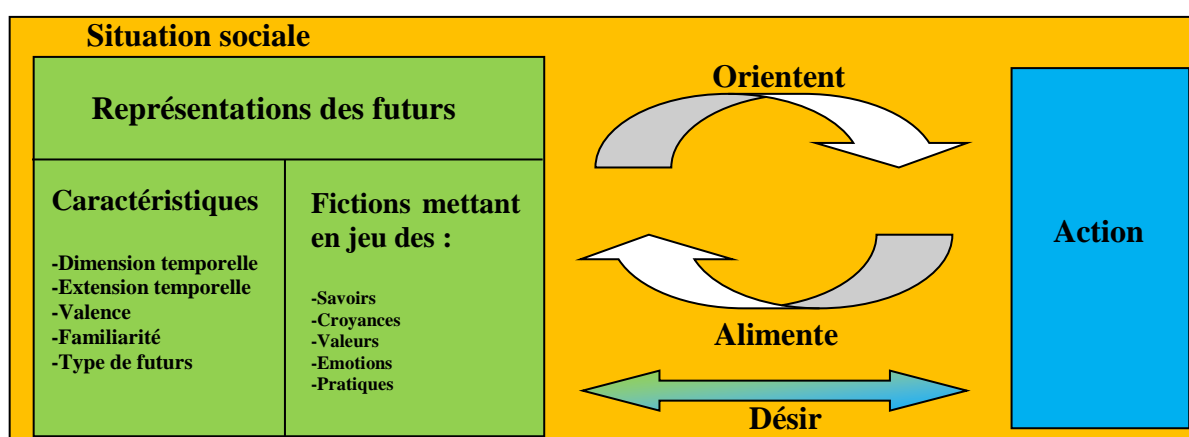 Situation sociale
Représentations des futurs
Caractéristiques
-Dimension temporelle
-Extension temporelle
-Valence
-Familiarité
-Type de futurs
Fictions mettant
en jeu des :
-Savoirs
-Croyances
-Valeurs
-Emotions
-Pratiques
Orientent
Alimente
Désir
Action